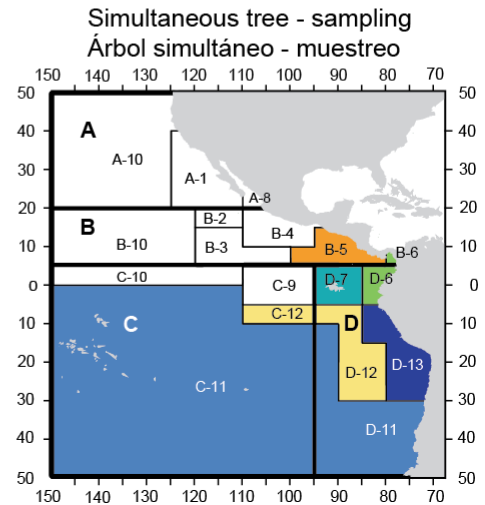 Simultaneous tree - sampling
Árbol simultáneo - muestreo
150 140 130 120 110 100 90 80 70
50 50
A
40 40
A-10
30 A-1 30
A-8
20 20
B B-2
B-4
B-10 B-3 B-5 B-6
10 10
C-10 C-9 D-7 D-6
0 0
C-12
C D
10 10
D-12 D-13
20 20
C-11
30 30
D-11
40 40
50 50
150 140 130 120 110 100 90 80 70